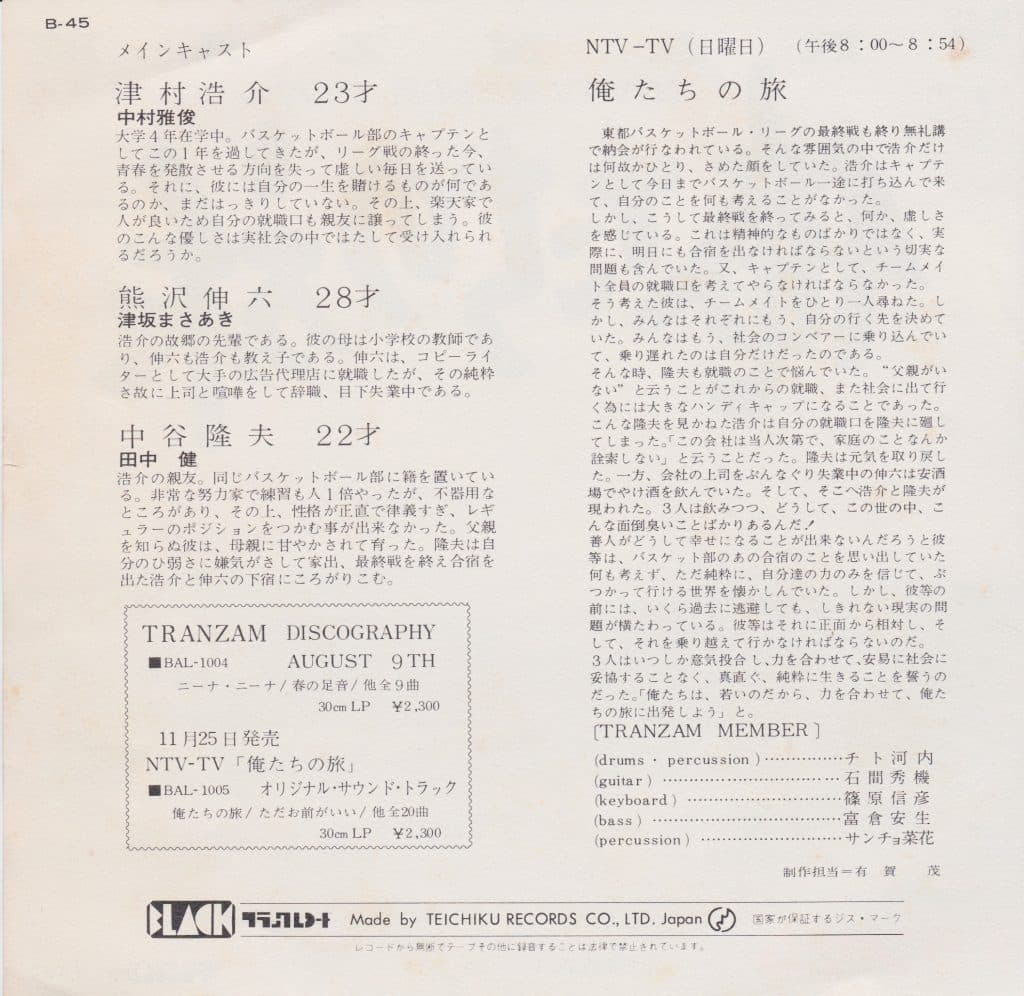 B-45
メインキャスト
津村浩介　23才
中村雅俊
大学4年在学中。バスケットボール部のキャプテンと
してこの1年を過してきたが、リーグ戦の終った今、
青春を発散させる方向を失って虚しい毎日を送ってい
る。それに、彼には自分の一生を賭けるものが何であ
るのか、まだはっきりしていない。その上、楽天家で
人が良いため自分の就職口も親友に譲ってしまう。彼
のこんな優しさは実社会の中ではたして受け入れられ
るだろうか。
熊沢伸六　28才
津坂まさあき
浩介の故郷の先輩である。彼の母は小学校の教師であ
り、伸六も浩介も教え子である。伸六は、コピーライ
ターとして大手の広告代理店に就職したが、その純粋
さ故に上司と喧嘩をして辞職、目下失業中である。
中谷隆夫　22才
田中　健
浩介の親友。同じバスケットボール部に籍を置いてい
る。非常な努力家で練習も人1倍やったが、不器用な
ところがあり、その上、性格が正直で律義すぎ、レギ
ュラーのポジションをつかむ事が出来なかった。父親
を知らぬ彼は、母親に甘やかされて育った。隆夫は自
分のひ弱さに嫌気がさして家出、最終戦を終え合宿を
出た浩介と伸六の下宿にころがりこむ。
TRANZAM DISCOGRAPHY
■BAL-1004　AUGUST 9TH
ニーナ・ニーナ/春の足音/他全9曲
30cm LP　¥2,300
11月25日発売
NTV-TV「俺たちの旅」
■BAL-1005　オリジナル・サウンド・トラック
俺たちの旅/ただお前がいい/他全20曲
30cm LP　¥2,300
NTV-TV（日曜日）（午後8：00〜8：54）
俺たちの旅
東都バスケットボール・リーグの最終戦も終り無礼講
で納会が行なわれている。そんな雰囲気の中で浩介だけ
は何故かひとり、さめた顔をしていた。浩介はキャプテ
ンとして今日までバスケットボール一途に打ち込んで来
て、自分のことを何も考えることがなかった。
しかし、こうして最終戦を終ってみると、何か、虚しさ
を感じている。これは精神的なものばかりではなく、実
際に、明日にも合宿を出なければならないという切実な
問題も含んでいた。又、キャプテンとして、チームメイ
ト全員の就職口を考えてやらなければならなかった。
そう考えた彼は、チームメイトをひとり一人尋ねた。し
かし、みんなはそれぞれにもう、自分の行く先を決めて
いた。みんなはもう、社会のコンベアーに乗り込んでい
て、乗り遅れたのは自分だけだったのである。
そんな時、隆夫も就職のことで悩んでいた。“父親がい
ない”と云うことがこれからの就職、また社会に出て行
く為には大きなハンディキャップになることであった。
こんな隆夫を見かねた浩介は自分の就職口を隆夫に廻し
てしまった。「この会社は当人次第で、家庭のことなんか
詮索しない」と云うことだった。隆夫は元気を取り戻し
た。一方、会社の上司をぶんなぐり失業中の伸六は安酒
場でやけ酒を飲んでいた。そして、そこへ浩介と隆夫が
現われた。3人は飲みつつ、どうして、この世の中、こ
んな面倒臭いことばかりあるんだ！
善人がどうして幸せになることが出来ないんだろうと彼
等は、バスケット部のあの合宿のことを思い出していた
何も考えず、ただ純粋に、自分達の力のみを信じて、ぶ
つかって行ける世界を懐かしんでいた。しかし、彼等の
前には、いくら過去に逃避しても、しきれない現実の問
題が横たわっている。彼等はそれに正面から相対し、そ
して、それを乗り越えて行かなければならないのだ。
3人はいつしか意気投合し、力を合わせて、安易に社会に
妥協することなく、真直ぐ、純粋に生きることを誓うの
だった。「俺たちは、若いのだから、力を合わせて、俺た
ちの旅に出発しよう」と。
[TRANZAM MEMBER]
(drums・percussion)……………チト河内
(guitar)……………………………石間秀機
(keyboard)…………………………篠原信彦
(bass)………………………………富倉安生
(percussion)………………………サンチョ菜花
制作担当＝有賀　茂
BLACK ブラックレコード Made by TEICHIKU RECORDS CO., LTD. Japan 国家が保証するジス・マーク
レコードから無断でテープその他に録音することは法律で禁止されています。